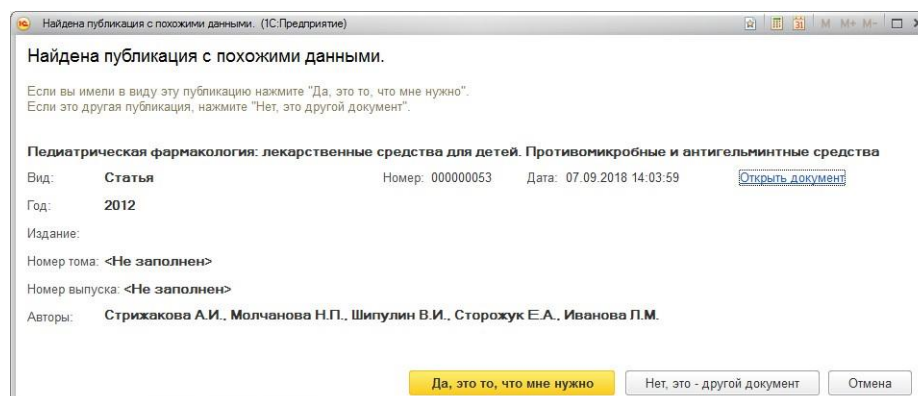 Найдена публикация с похожими данными. (1С:Предприятие)
M M+ M-
Найдена публикация с похожими данными.
Если вы имели в виду эту публикацию нажмите "Да, это то, что мне нужно".
Если это другая публикация, нажмите "Нет, это другой документ".
Педиатрическая фармакология: лекарственные средства для детей. Противомикробные и антигельминтные средства
Вид: Статья Номер: 000000053 Дата: 07.09.2018 14:03:59 Открыть документ
Год: 2012
Издание:
Номер тома: <Не заполнен>
Номер выпуска: <Не заполнен>
Авторы: Стрижакова А.И., Молчанова Н.П., Шипулин В.И., Сторожук Е.А., Иванова Л.М.
Да, это то, что мне нужно Нет, это - другой документ Отмена